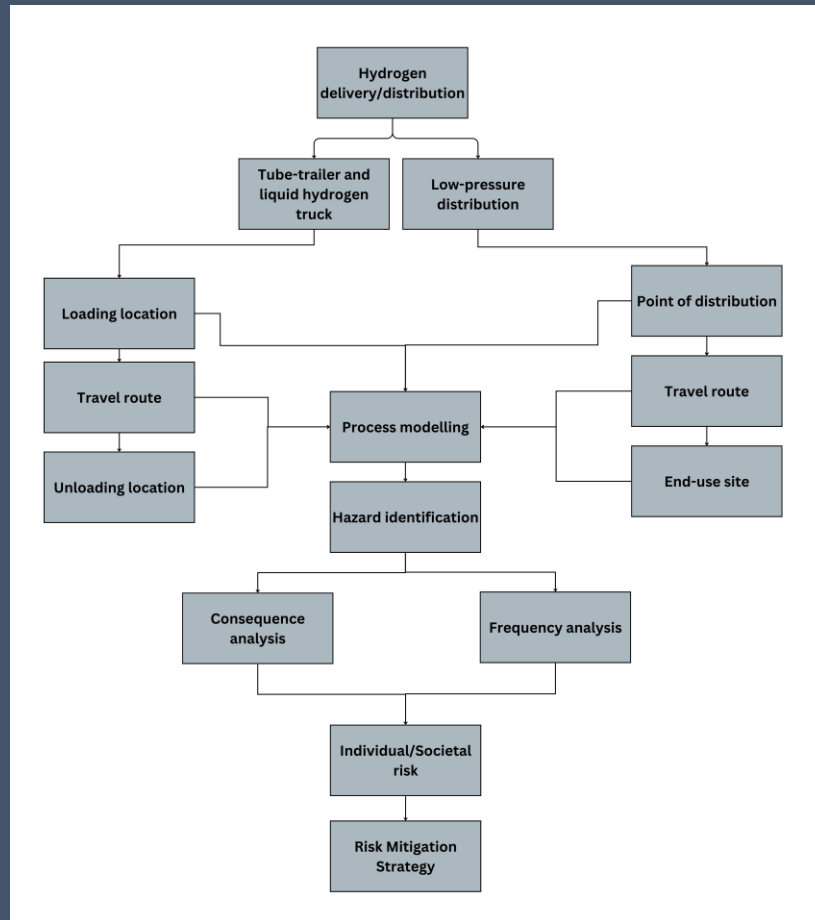 Hydrogen
delivery/distribution
Tube-trailer and
liquid hydrogen
truck
Low-pressure
distribution
Loading location
Point of distribution
Travel route
Travel route
Process modelling
Unloading location
End-use site
Hazard identification
Consequence
analysis
Frequency analysis
Individual/Societal
risk
Risk Mitigation
Strategy